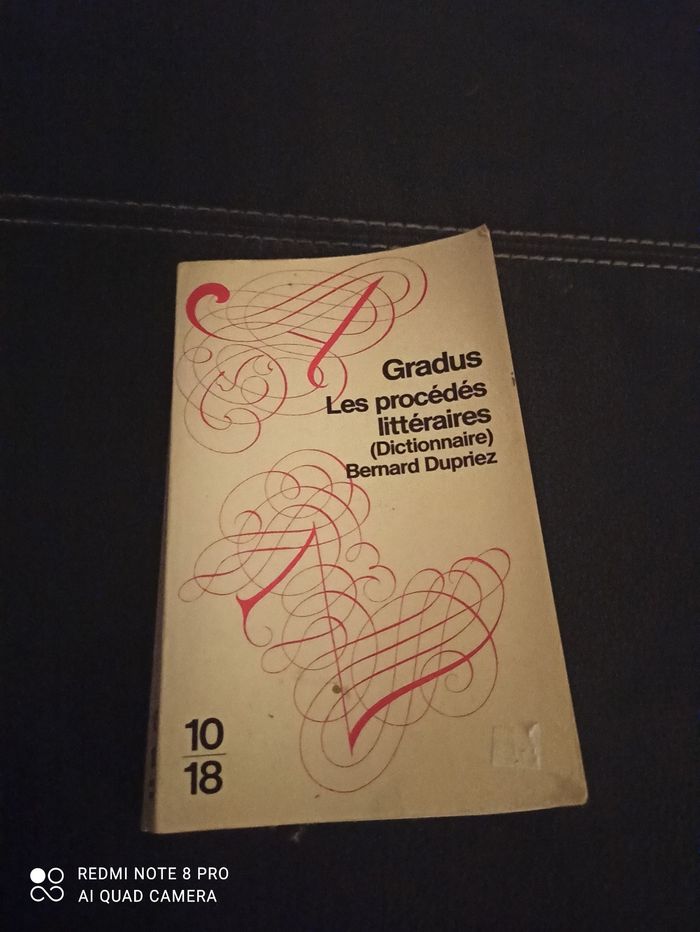 Gradus
Les procédés
littéraires
(Dictionnaire)
Bernard Dupriez
10
18
REDMI NOTE 8 PRO
AI QUAD CAMERA